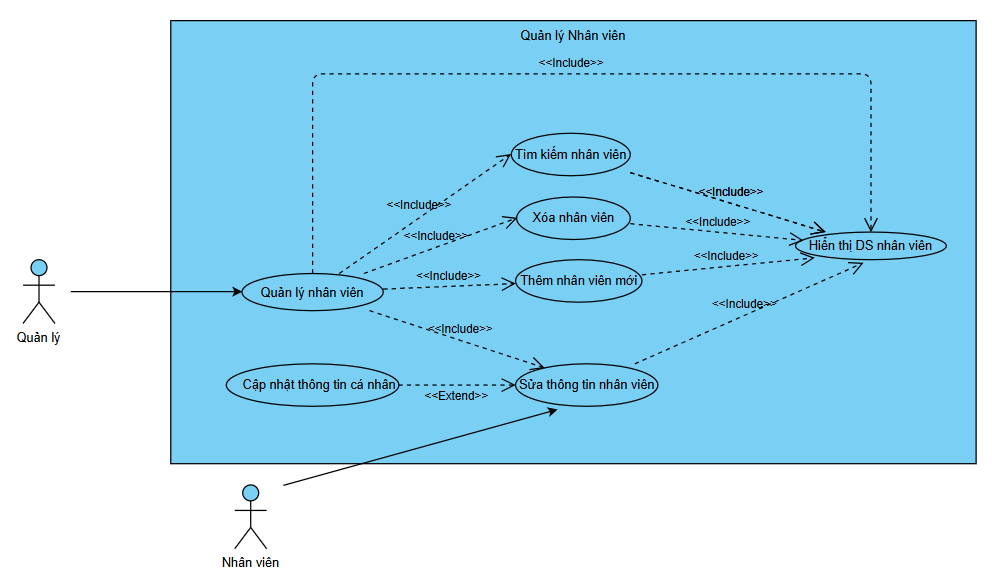 Quản lý Nhân viên
<<Include>>
Tìm kiếm nhân viên
<<Include>>
<<Include>>
Xóa nhân viên
<<Include>>
<<Include>>
Hiển thị DS nhân viên
<<Include>>
<<Include>>
Thêm nhân viên mới
Quản lý nhân viên
<<Include>>
<<Include>>
Quản lý
Cập nhật thông tin cá nhân
Sửa thông tin nhân viên
<<Extend>>
Nhân viên